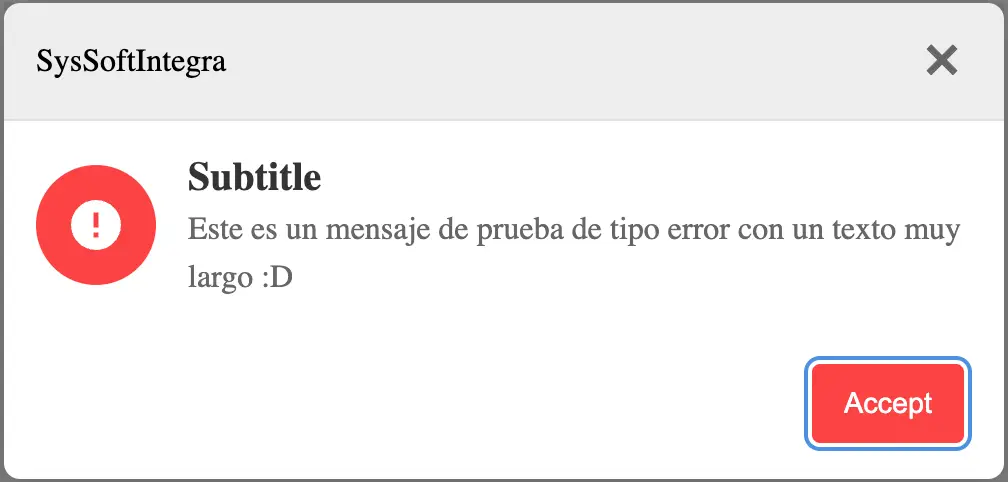 SysSoftIntegra
Subtitle
Este es un mensaje de prueba de tipo error con un texto muy
largo :D
Accept